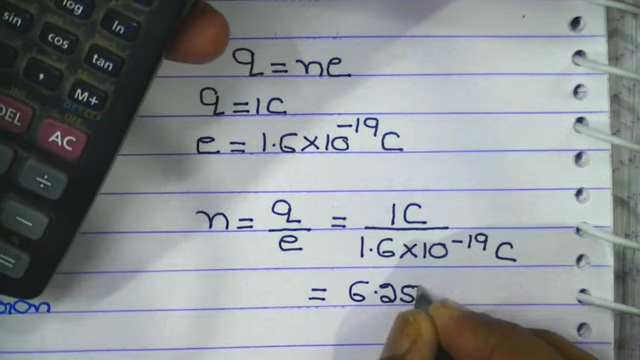 sin
log
ln
cos
tan
,
M+
DEL
AC
÷
−
=
q = ne
q = 1C
e = 1.6×10⁻¹⁹C
n = q/e = 1C/1.6×10⁻¹⁹C
= 6.25